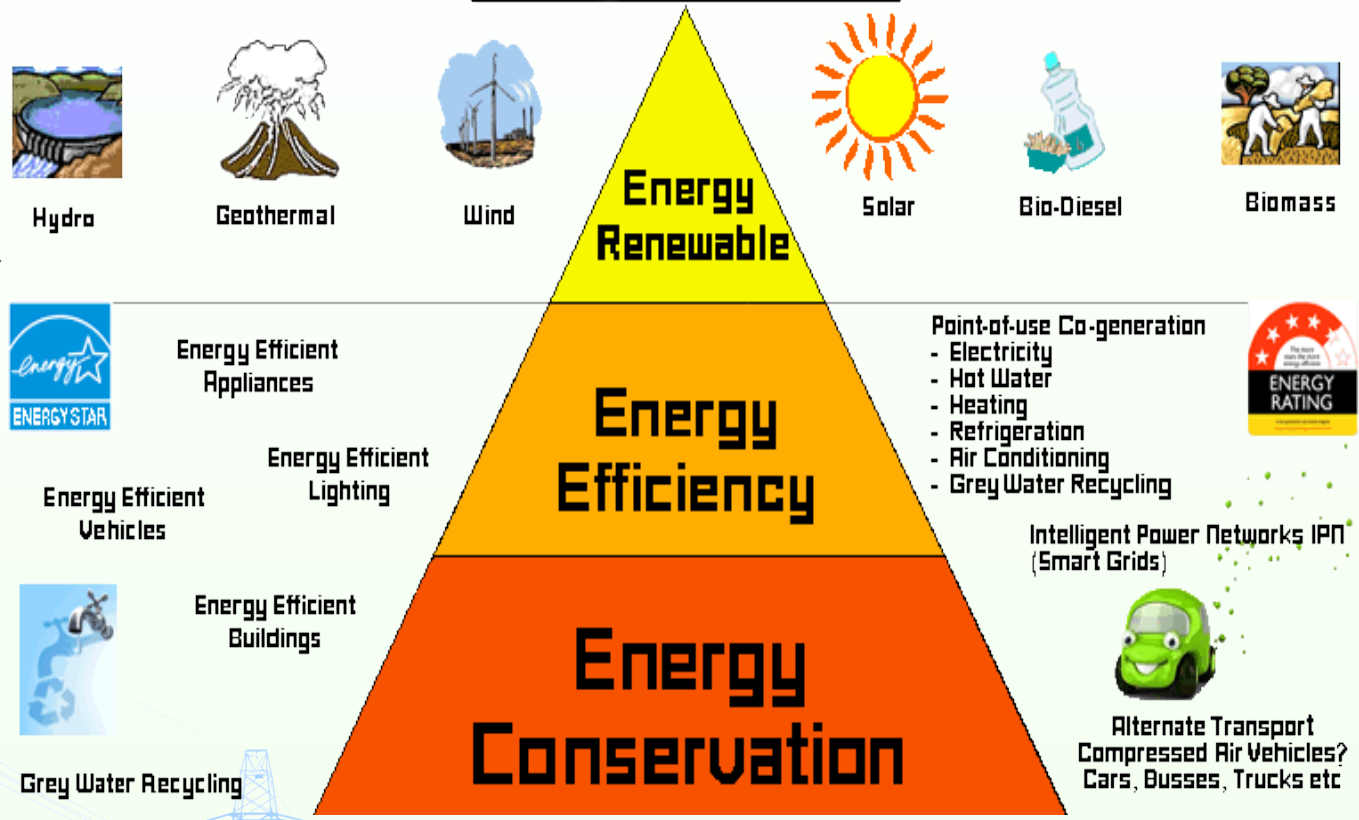 Hydro
Geothermal
Wind
Energy
Renewable
Solar
Bio-Diesel
Biomass
energy
ENERGY STAR
Energy Efficient
Appliances
Energy Efficient
Lighting
Energy Efficient
Vehicles
Energy Efficient
Buildings
Grey Water Recycling
Energy
Efficiency
Energy
Conservation
Point-of-use Co-generation
- Electricity
- Hot Water
- Heating
- Refrigeration
- Air Conditioning
- Grey Water Recycling
ENERGY
RATING
Intelligent Power Networks IPN
(Smart Grids)
Alternate Transport
Compressed Air Vehicles?
Cars, Busses, Trucks etc